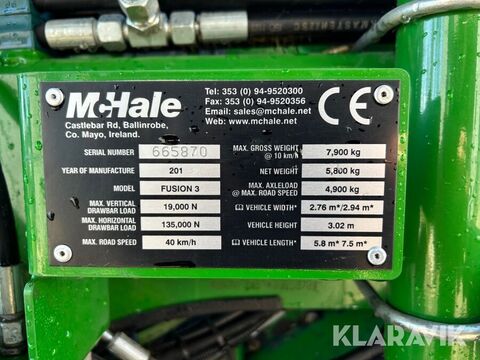 McHale
Castlebar Rd, Ballinrobe,
Co. Mayo, Ireland.
Tel: 353 (0) 94-9520300
Fax: 353 (0) 94-9520356
Email: sales@mchale.net
Web: www.mchale.net
CE
SERIAL NUMBER 665870
YEAR OF MANUFACTURE 201
MODEL FUSION 3
MAX. VERTICAL
DRAWBAR LOAD 19,000 N
MAX. HORIZONTAL
DRAWBAR LOAD 135,000 N
MAX. ROAD SPEED 40 km/h
MAX. GROSS WEIGHT
@ 10 km/h 7,900 kg
NET WEIGHT 5,800 kg
MAX. AXLELOAD
@ MAX. ROAD SPEED 4,900 kg
VEHICLE WIDTH* 2.76 m*/2.94 m*
VEHICLE HEIGHT 3.02 m
VEHICLE LENGTH* 5.8 m* 7.5 m*
KLARAVIK